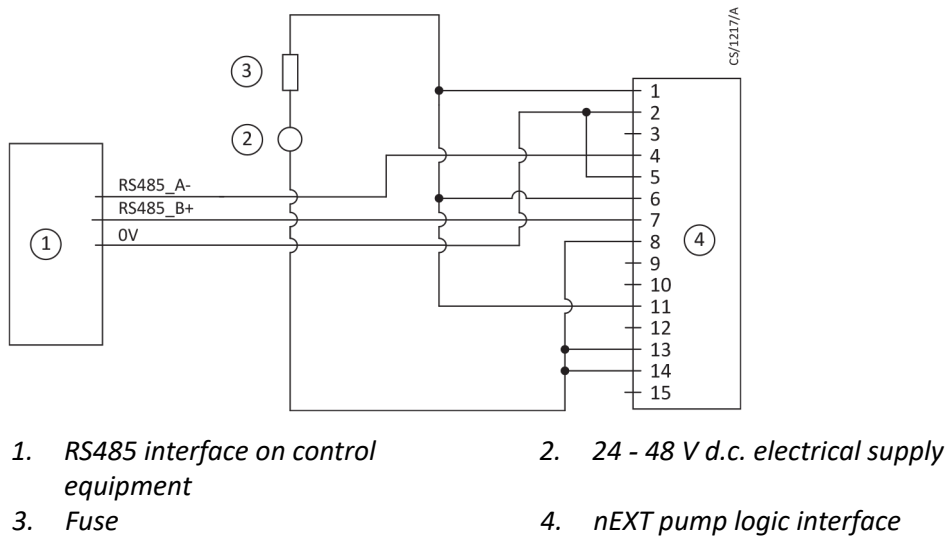 CS/1217/A
3
2
1
RS485_A-
RS485_B+
0V
4
1
2
3
4
5
6
7
8
9
10
11
12
13
14
15
1. RS485 interface on control equipment
2. 24 - 48 V d.c. electrical supply
3. Fuse
4. nEXT pump logic interface